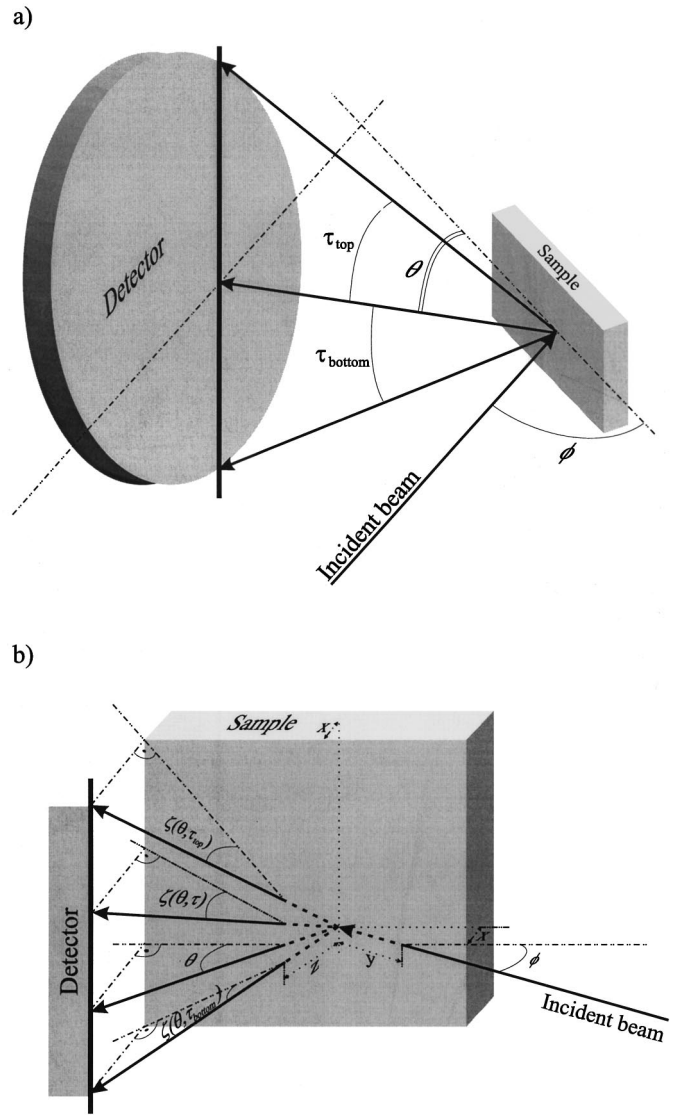 a)
Detector
τtop
θ
Sample
τbottom
ϕ
Incident beam
b)
Sample
xi
ζ(θ,τtop)
ζ(θ,τ)
x
Detector
θ
z
y
ϕ
ζ(θ,τbottom)
Incident beam